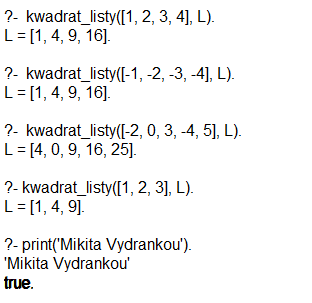 ?-  kwadrat_listy([1, 2, 3, 4], L).
L = [1, 4, 9, 16].
?-  kwadrat_listy([-1, -2, -3, -4], L).
L = [1, 4, 9, 16].
?-  kwadrat_listy([-2, 0, 3, -4, 5], L).
L = [4, 0, 9, 16, 25].
?- kwadrat_listy([1, 2, 3], L).
L = [1, 4, 9].
?- print('Mikita Vydrankou').
'Mikita Vydrankou'
true.